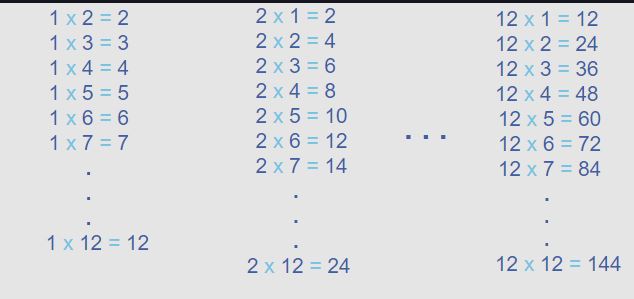 1 x 2 = 2
1 x 3 = 3
1 x 4 = 4
1 x 5 = 5
1 x 6 = 6
1 x 7 = 7
.
.
.
1 x 12 = 12
2 x 1 = 2
2 x 2 = 4
2 x 3 = 6
2 x 4 = 8
2 x 5 = 10
2 x 6 = 12
2 x 7 = 14
.
.
.
2 x 12 = 24
...
12 x 1 = 12
12 x 2 = 24
12 x 3 = 36
12 x 4 = 48
12 x 5 = 60
12 x 6 = 72
12 x 7 = 84
.
.
.
12 x 12 = 144